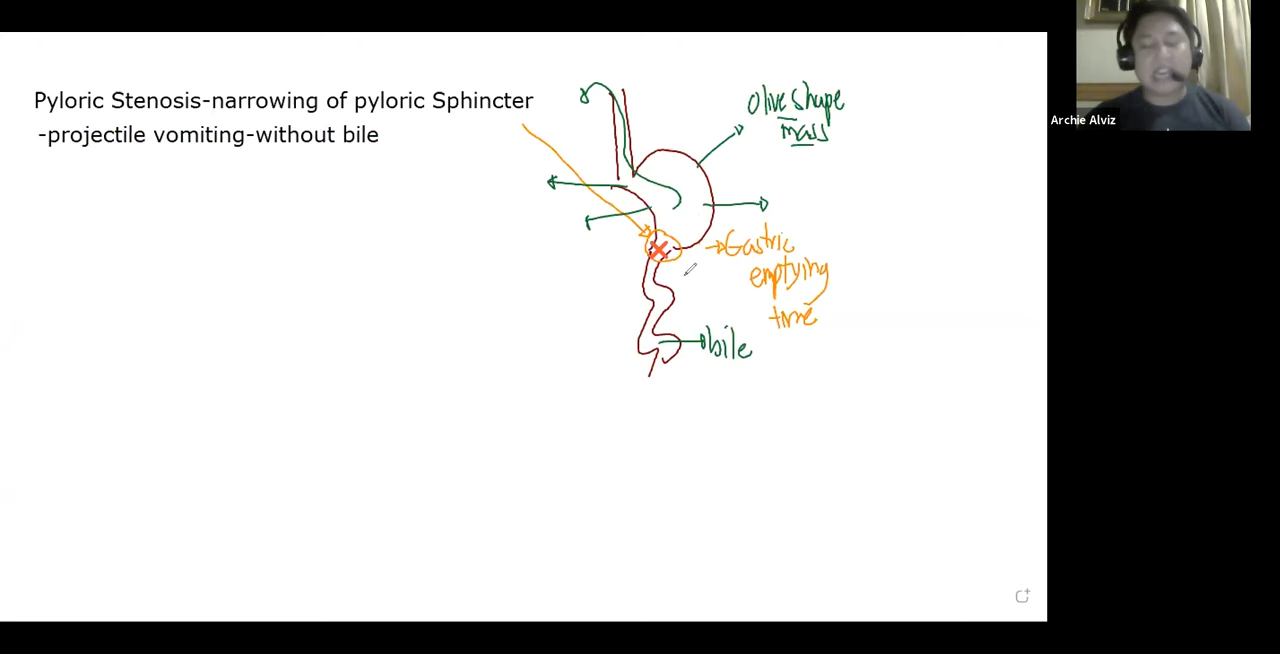 Pyloric Stenosis-narrowing of pyloric Sphincter
-projectile vomiting-without bile
Olive shape
mass
Gastric
emptying
time
bile
Archie Alviz